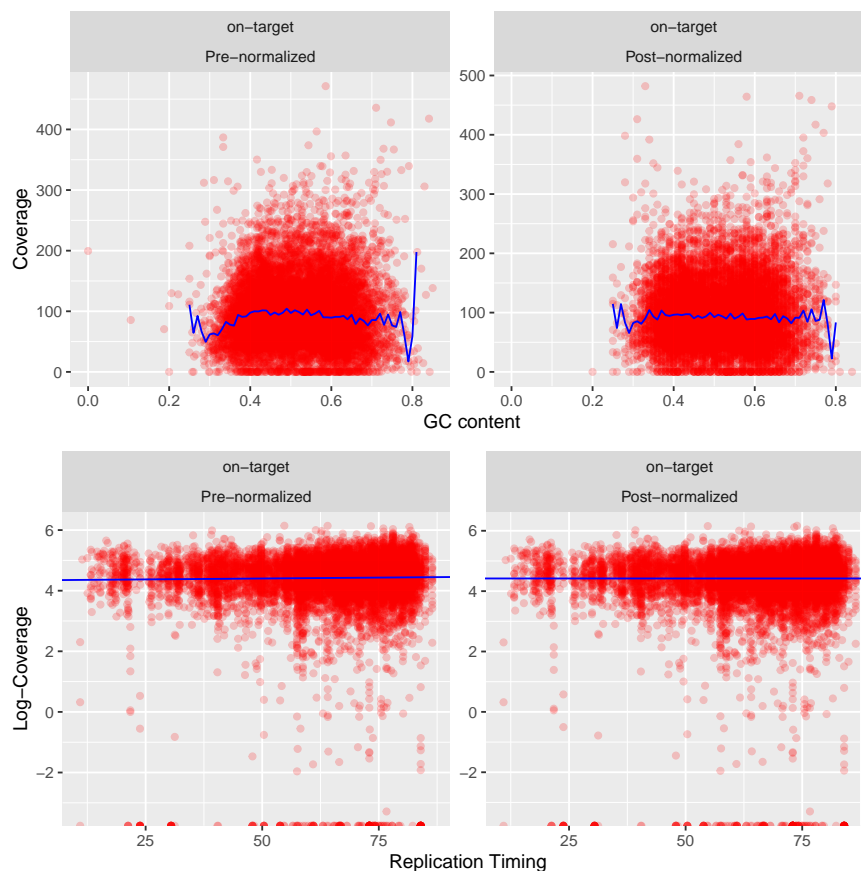 on−target on−target
Pre−normalized Post−normalized
Coverage
400
300
200
100
0
500
400
300
200
100
0
0.0 0.2 0.4 0.6 0.8 0.0 0.2 0.4 0.6 0.8
GC content
on−target on−target
Pre−normalized Post−normalized
Log−Coverage
6
4
2
0
−2
6
4
2
0
−2
25 50 75 25 50 75
Replication Timing